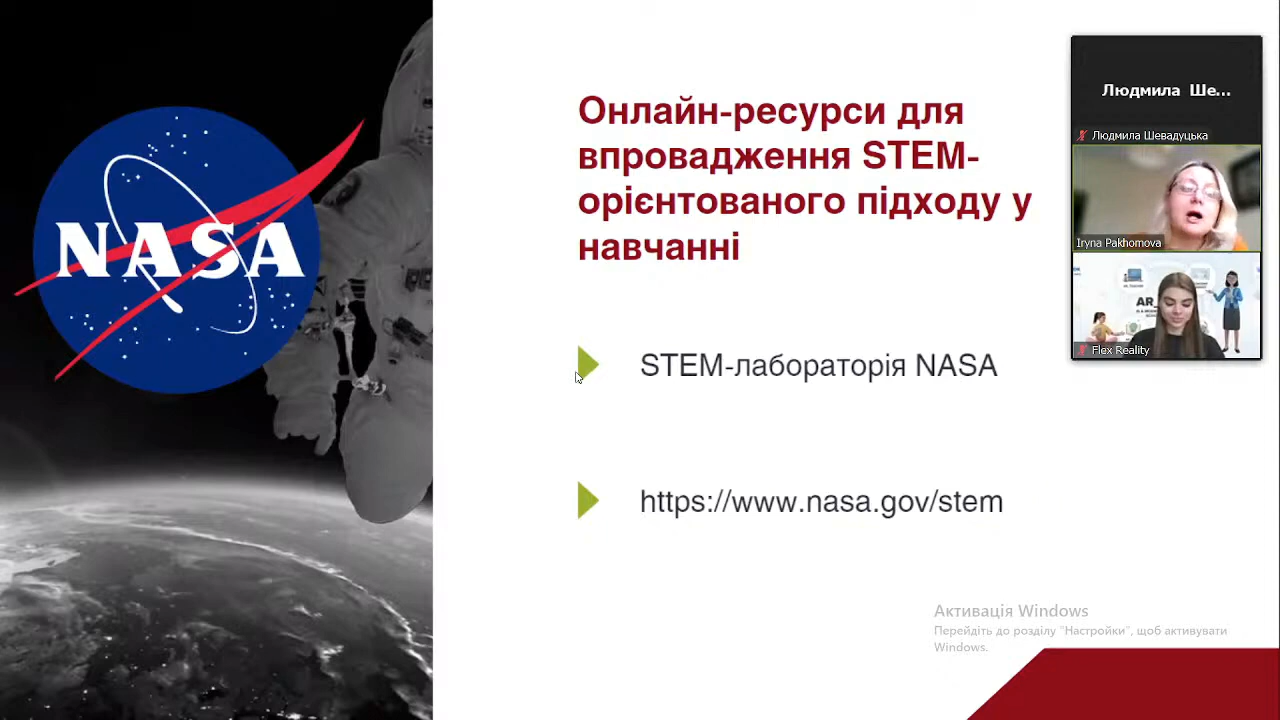 NASA
Онлайн-ресурси для
впровадження STEM-
орієнтованого підходу у
навчанні
STEM-лабораторія NASA
https://www.nasa.gov/stem
Людмила Ше...
Людмила Шевадуцька
Iryna Pakhomova
AR
Flex Reality
Активація Windows
Перейдіть до розділу "Настройки", щоб активувати
Windows.